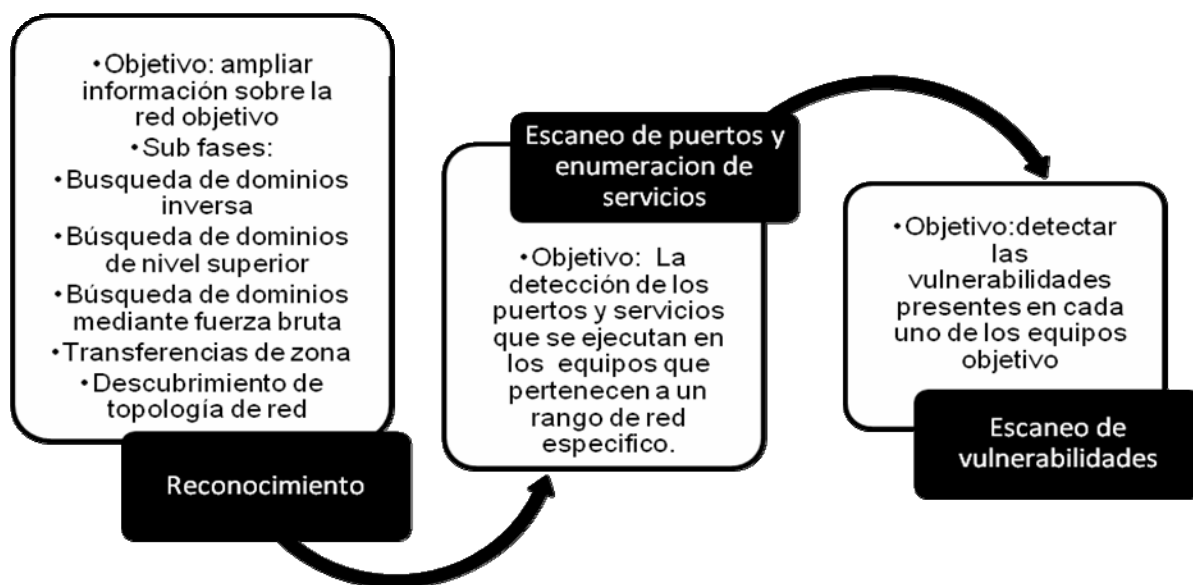 •Objetivo: ampliar
información sobre la
red objetivo
•Sub fases:
•Busqueda de dominios
inversa
•Búsqueda de dominios
de nivel superior
•Búsqueda de dominios
mediante fuerza bruta
•Transferencias de zona
•Descubrimiento de
topología de red
Reconocimiento
Escaneo de puertos y
enumeracion de
servicios
•Objetivo: La
detección de los
puertos y servicios
que se ejecutan en
los equipos que
pertenecen a un
rango de red
especifico.
•Objetivo:detectar
las
vulnerabilidades
presentes en cada
uno de los equipos
objetivo
Escaneo de
vulnerabilidades